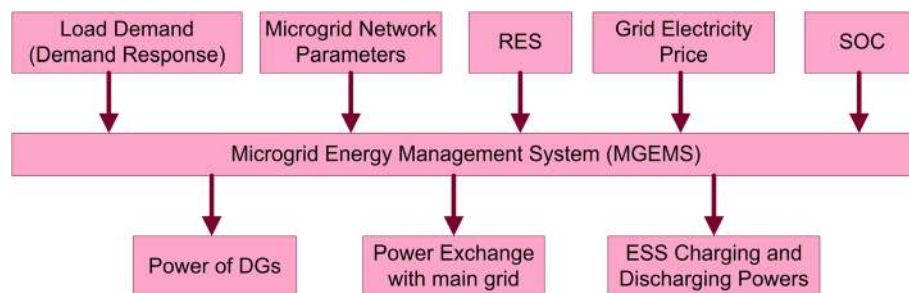 Load Demand
(Demand Response)
Microgrid Network
Parameters
RES
Grid Electricity
Price
SOC
Microgrid Energy Management System (MGEMS)
Power of DGs
Power Exchange
with main grid
ESS Charging and
Discharging Powers